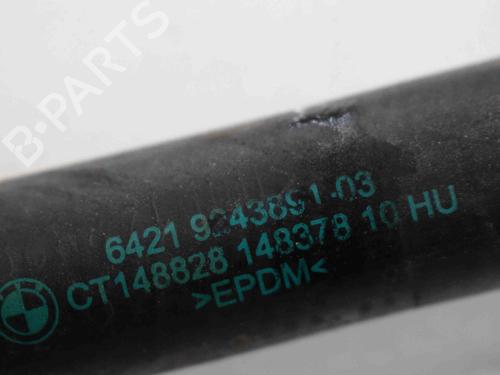 B-PARTS
6421 9243891-03
CT148828 148378 10 HU
>EPDM<